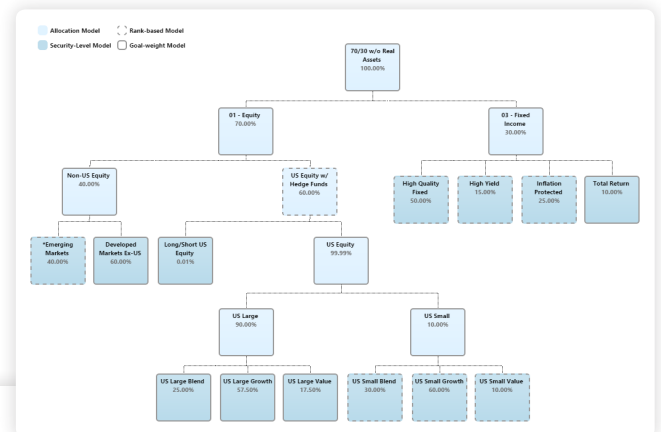 Allocation Model
Rank-based Model
Security-Level Model
Goal-weight Model
70/30 w/o Real
Assets
100.00%
01 - Equity
70.00%
03 - Fixed
Income
30.00%
Non-US Equity
40.00%
US Equity w/
Hedge Funds
60.00%
High Quality
Fixed
50.00%
High Yield
15.00%
Inflation
Protected
25.00%
Total Return
10.00%
*Emerging
Markets
40.00%
Developed
Markets Ex-US
60.00%
Long/Short US
Equity
0.01%
US Equity
99.99%
US Large
90.00%
US Small
10.00%
US Large Blend
25.00%
US Large Growth
57.50%
US Large Value
17.50%
US Small Blend
30.00%
US Small Growth
60.00%
US Small Value
10.00%